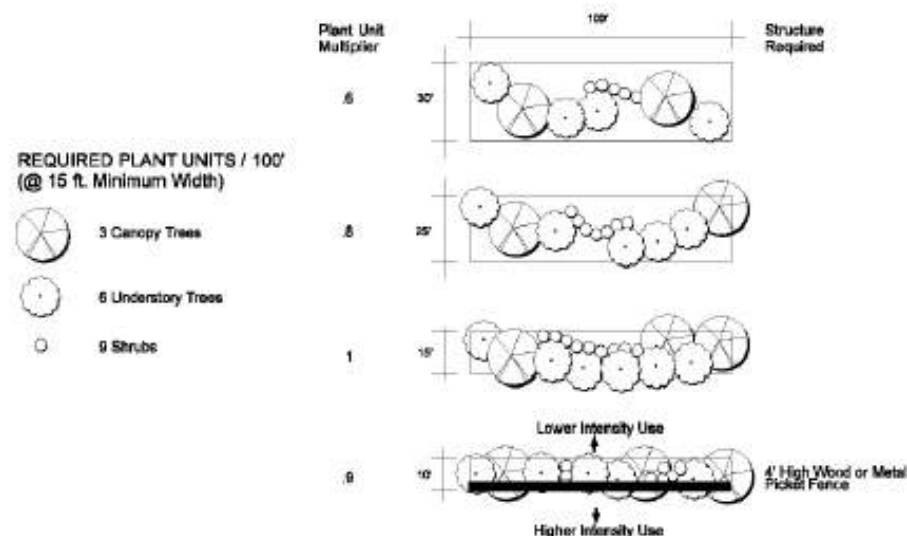 Plant Unit
Multiplier
100'
Structure
Required
.6
30'
REQUIRED PLANT UNITS / 100'
(@ 15 ft. Minimum Width)
3 Canopy Trees
6 Understory Trees
9 Shrubs
.8
25'
1
15'
Lower Intensity Use
.9
10'
4' High Wood or Metal
Picket Fence
Higher Intensity Use